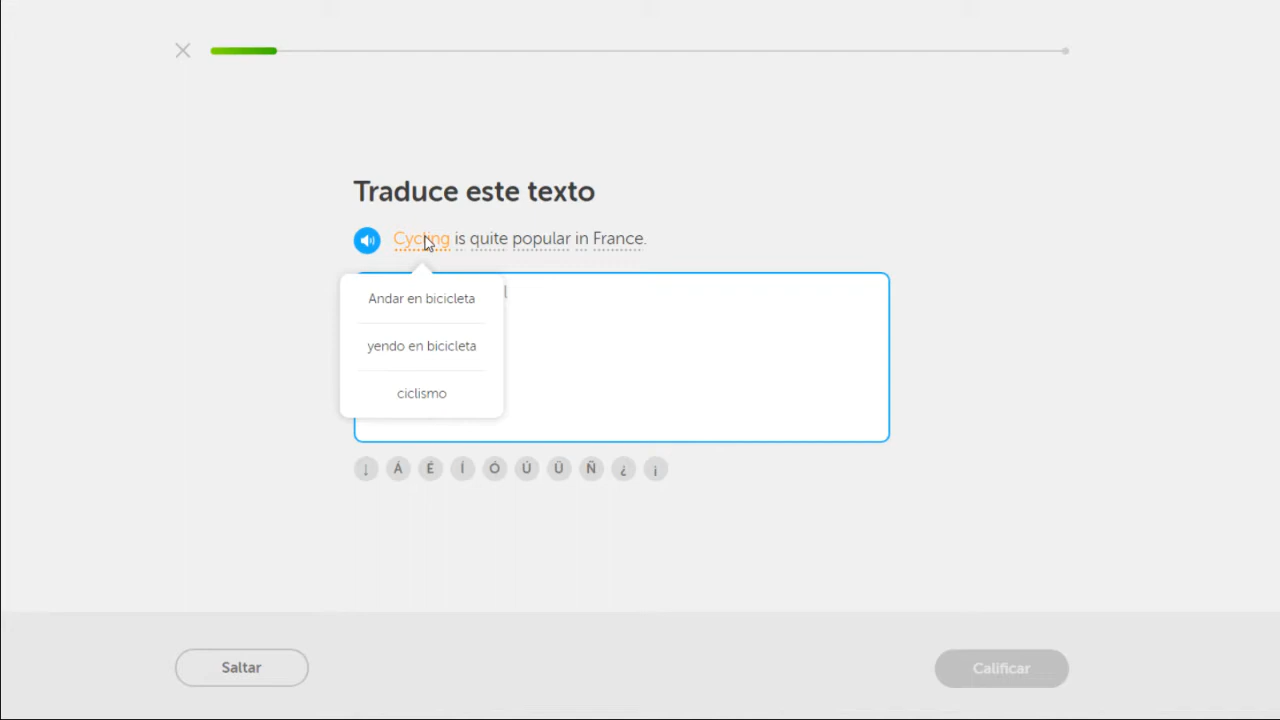 Traduce este texto
Cycling is quite popular in France.
Andar en bicicleta
yendo en bicicleta
ciclismo
↓ Á É Í Ó Ú Ü Ñ ¿ ¡
Saltar
Calificar